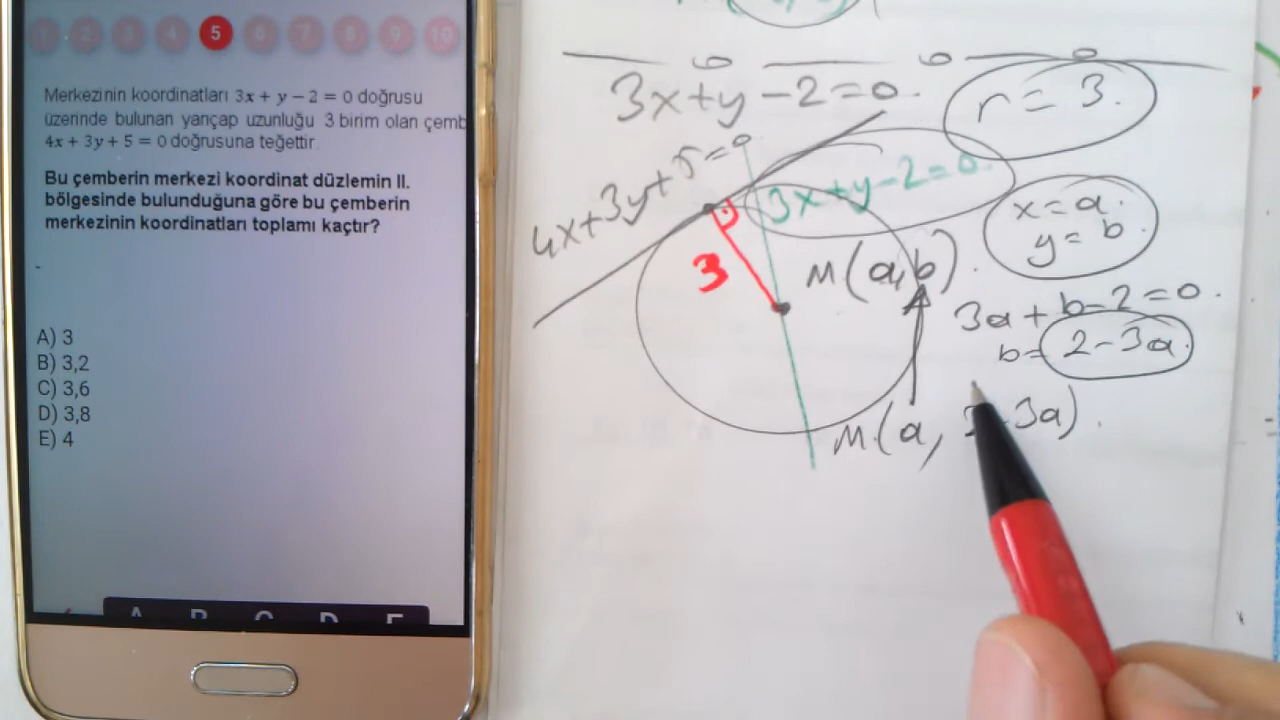 1 2 3 4 5 6 7 8 9 10
Merkezinin koordinatları 3x + y − 2 = 0 doğrusu
üzerinde bulunan yarıçap uzunluğu 3 birim olan çemb
4x + 3y + 5 = 0 doğrusuna teğettir.
Bu çemberin merkezi koordinat düzlemin II.
bölgesinde bulunduğuna göre bu çemberin
merkezinin koordinatları toplamı kaçtır?
A) 3
B) 3,2
C) 3,6
D) 3,8
E) 4
A B C D E
3x+y-2=0.
r = 3.
4x+3y+5=0
3x+y-2=0.
x=a.
y=b
3
M(a,b).
3a+b-2=0.
b=2-3a.
M(a, 3a).